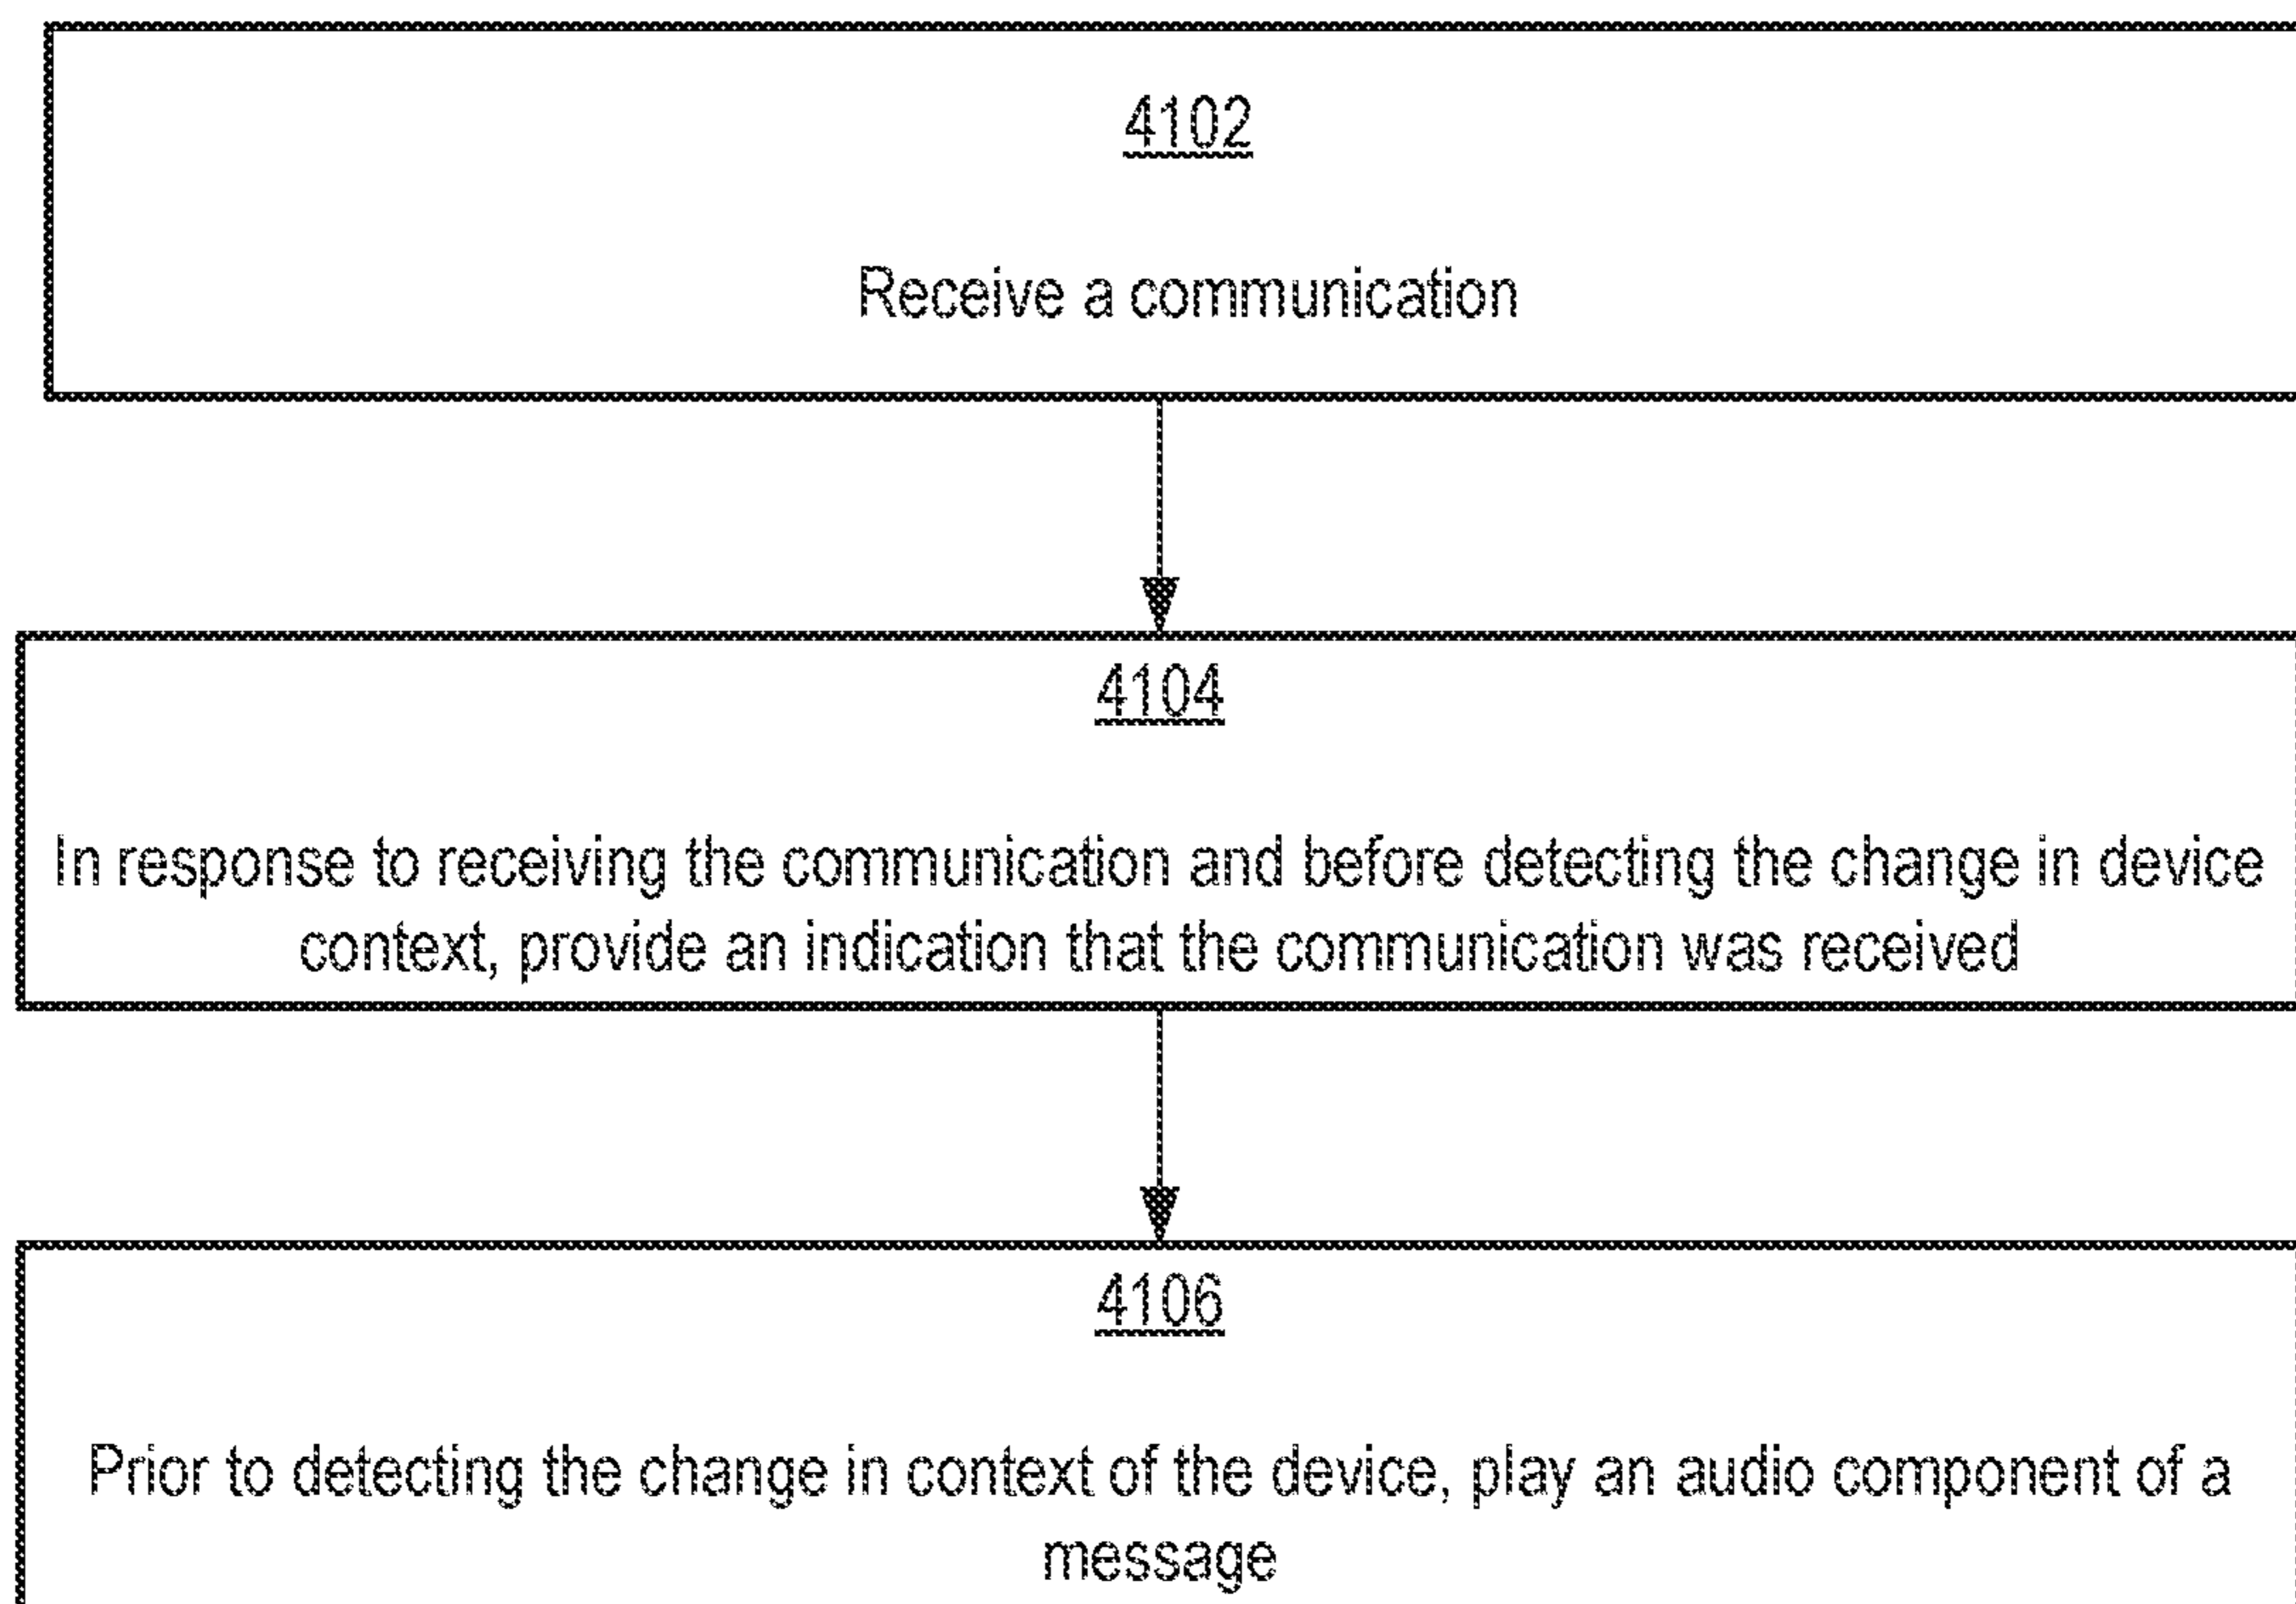 4102
Receive a communication
4104
In response to receiving the communication and before detecting the change in device
context, provide an indication that the communication was received
4106
Prior to detecting the change in context of the device, play an audio component of a
message